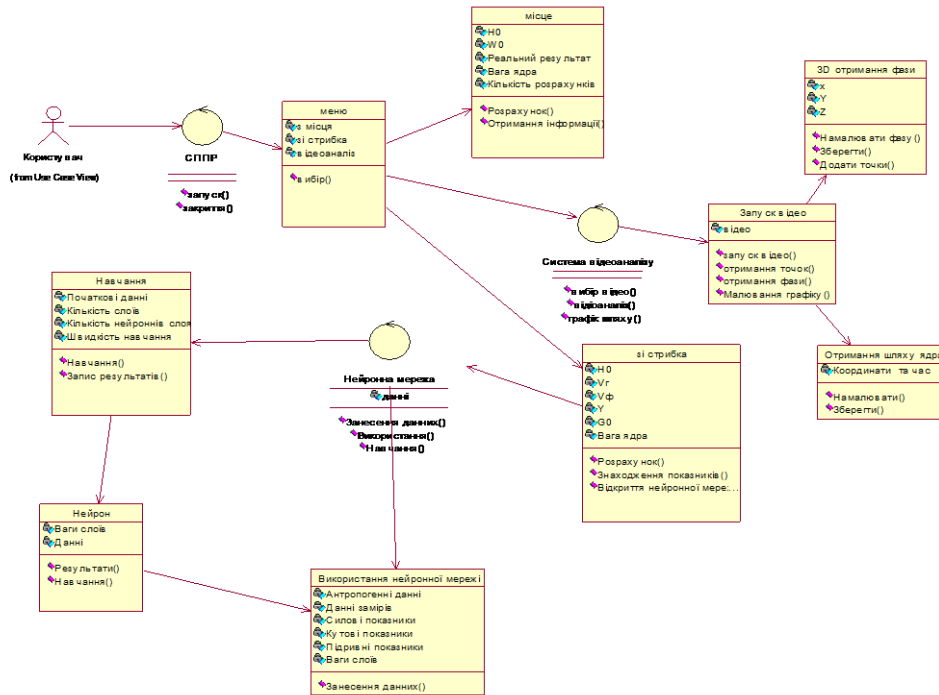 місце
H0
W0
Реальний результат
Вага ядра
Кількість розрахунків
Розрахунок()
Отримання інформації()
3D отримання фази
x
Y
Z
Намалювати фазу()
Зберегти()
Додати точки()
Користувач
(from Use Case View)
СППР
запуск()
закриття()
меню
з місця
зі стрибка
відеоаналіз
вибір()
Система відеоаналізу
вибір відео()
відіоаналіз()
графік шляху()
Запуск відео
відео
запуск відео()
отримання точок()
отримання фази()
Малювання графіку()
Навчання
Початкові данні
Кількість слоїв
Кількість нейроннів слоя
Швидкість навчання
Навчання()
Запис результатів()
Нейронна мережа
данні
Занесення данних()
Використання()
Навчання()
зі стрибка
H0
Vг
Vф
Y
G0
Вага ядра
Розрахунок()
Знаходження показників()
Відкриття нейронної мере:...
Отримання шляху ядра
Координати та час
Намалювати()
Зберегти()
Нейрон
Ваги слоїв
Данні
Результати()
Навчання()
Використання нейронної мережі
Антропогенні данні
Данні замірів
Силові показники
Кутові показники
Підривні показники
Ваги слоїв
Занесення данних()